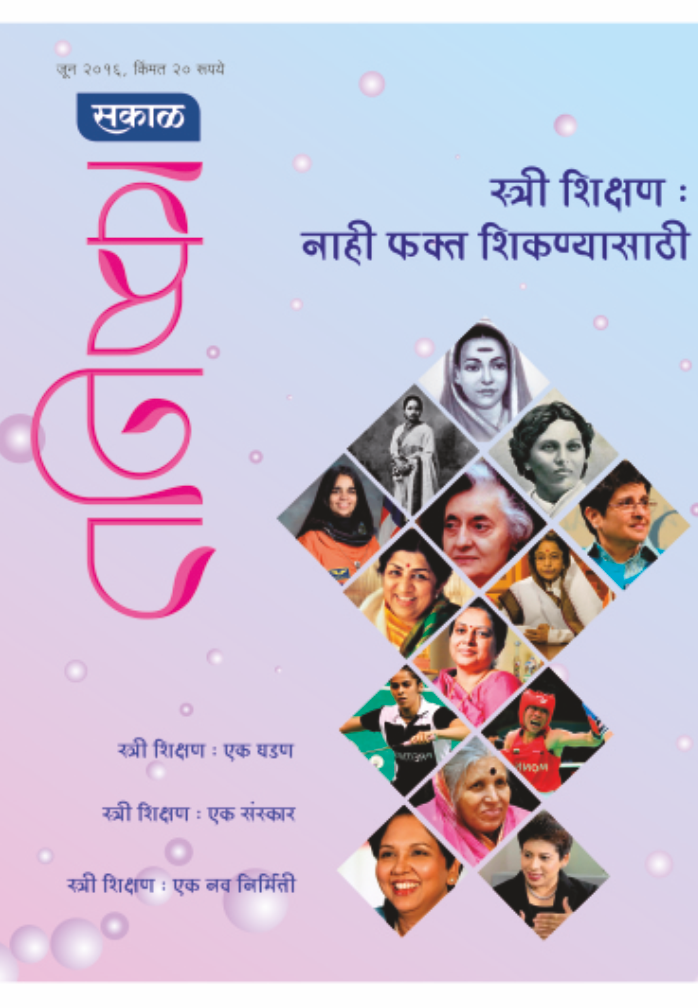 जून २०१६, किंमत २० रूपये
सकाळ
तनिष्का
स्त्री शिक्षण :
नाही फक्त शिकण्यासाठी
स्त्री शिक्षण : एक घडण
स्त्री शिक्षण : एक संस्कार
स्त्री शिक्षण : एक नव निर्मिती